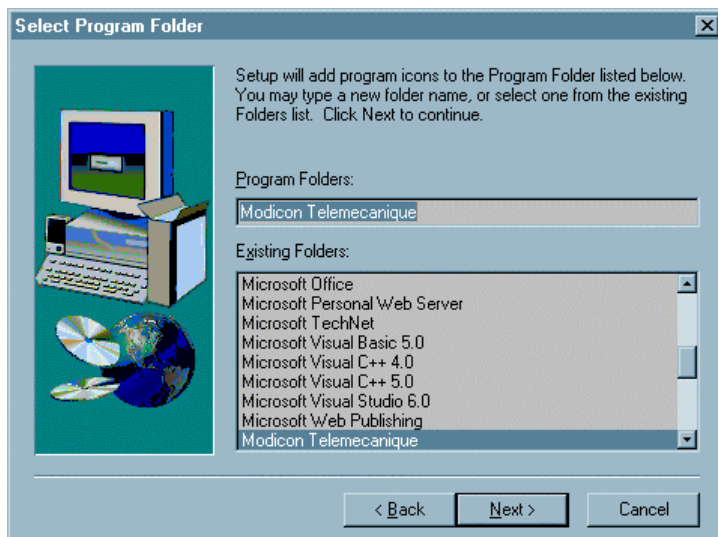 Select Program Folder
Setup will add program icons to the Program Folder listed below.
You may type a new folder name, or select one from the existing
Folders list. Click Next to continue.
Program Folders:
Modicon Telemecanique
Existing Folders:
Microsoft Office
Microsoft Personal Web Server
Microsoft TechNet
Microsoft Visual Basic 5.0
Microsoft Visual C++ 4.0
Microsoft Visual C++ 5.0
Microsoft Visual Studio 6.0
Microsoft Web Publishing
Modicon Telemecanique
< Back
Next >
Cancel